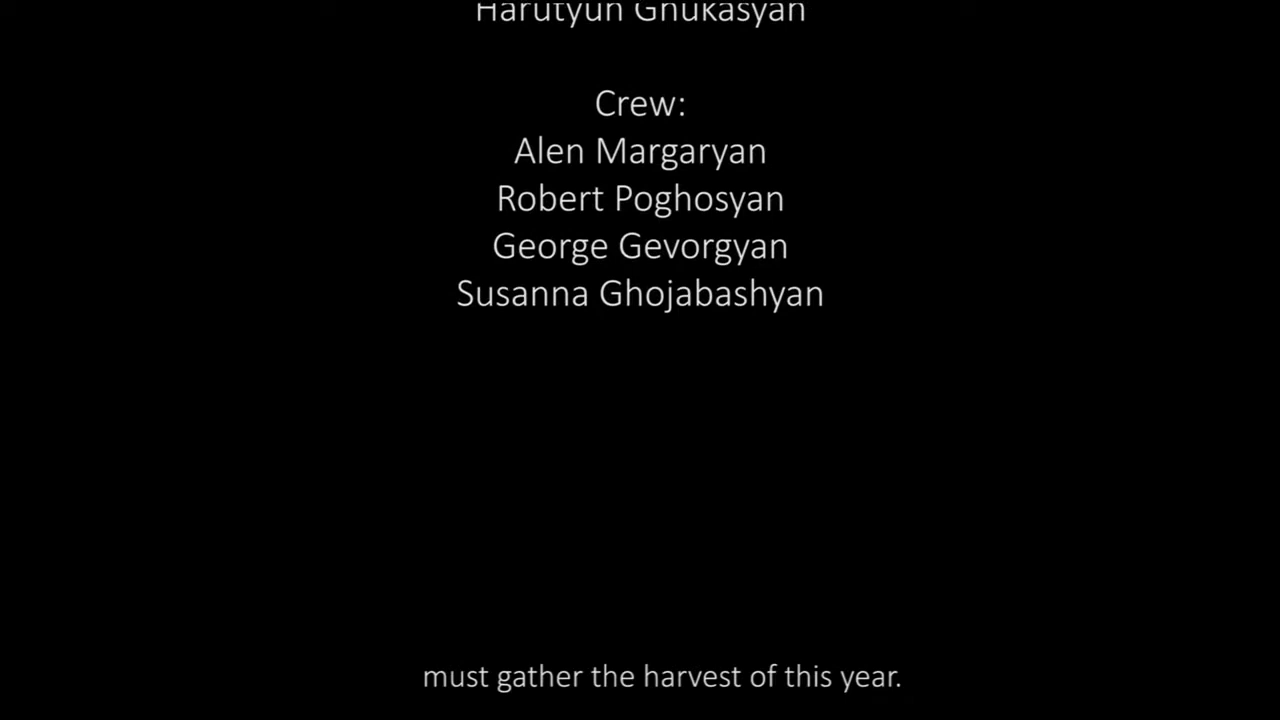 Harutyun Ghukasyan
Crew:
Alen Margaryan
Robert Poghosyan
George Gevorgyan
Susanna Ghojabashyan
must gather the harvest of this year.